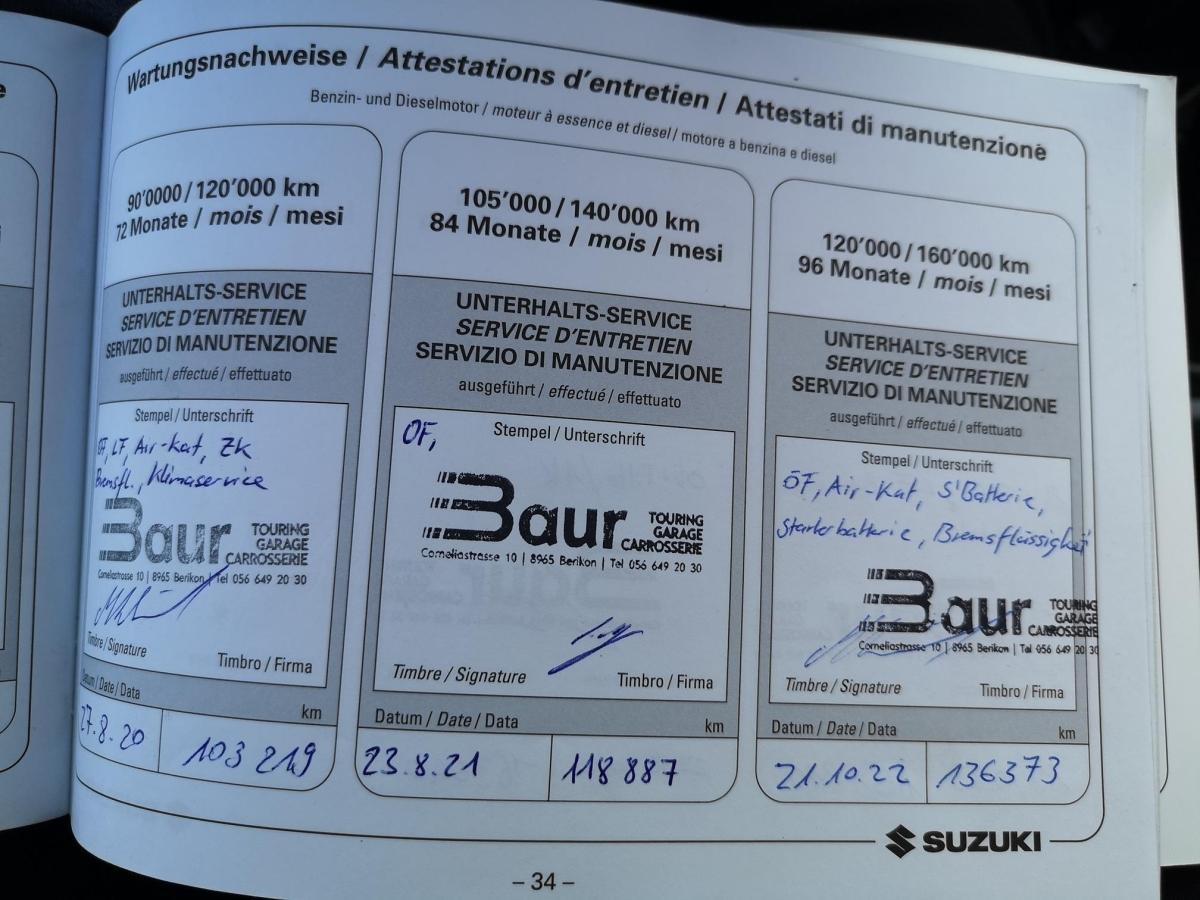 Wartungsnachweise / Attestations d'entretien / Attestati di manutenzione
Benzin- und Dieselmotor / moteur à essence et diesel / motore a benzina e diesel
90'0000 / 120'000 km
72 Monate / mois / mesi
UNTERHALTS-SERVICE
SERVICE D'ENTRETIEN
SERVIZIO DI MANUTENZIONE
ausgeführt / effectué / effettuato
Stempel / Unterschrift
ÖF, LF, Air-Kat, ZK
Bremsfl., Klimaservice
Baur
TOURING
GARAGE
CARROSSERIE
Corneliastrasse 10 | 8965 Berikon | Tel 056 649 20 30
Timbre / Signature
Timbro / Firma
Datum / Date / Data
km
27.8.20
103 219
105'000 / 140'000 km
84 Monate / mois / mesi
UNTERHALTS-SERVICE
SERVICE D'ENTRETIEN
SERVIZIO DI MANUTENZIONE
ausgeführt / effectué / effettuato
Stempel / Unterschrift
ÖF,
Baur
TOURING
GARAGE
CARROSSERIE
Corneliastrasse 10 | 8965 Berikon | Tel 056 649 20 30
Timbre / Signature
Timbro / Firma
Datum / Date / Data
km
23.8.21
118 887
120'000 / 160'000 km
96 Monate / mois / mesi
UNTERHALTS-SERVICE
SERVICE D'ENTRETIEN
SERVIZIO DI MANUTENZIONE
ausgeführt / effectué / effettuato
Stempel / Unterschrift
ÖF, Air-Kat, S'Batterie,
Starterbatterie, Bremsflüssigkeit
Baur
TOURING
GARAGE
CARROSSERIE
Corneliastrasse 10 | 8965 Berikon | Tel 056 649 20 30
Timbre / Signature
Timbro / Firma
Datum / Date / Data
km
21.10.22
136373
SUZUKI
– 34 –